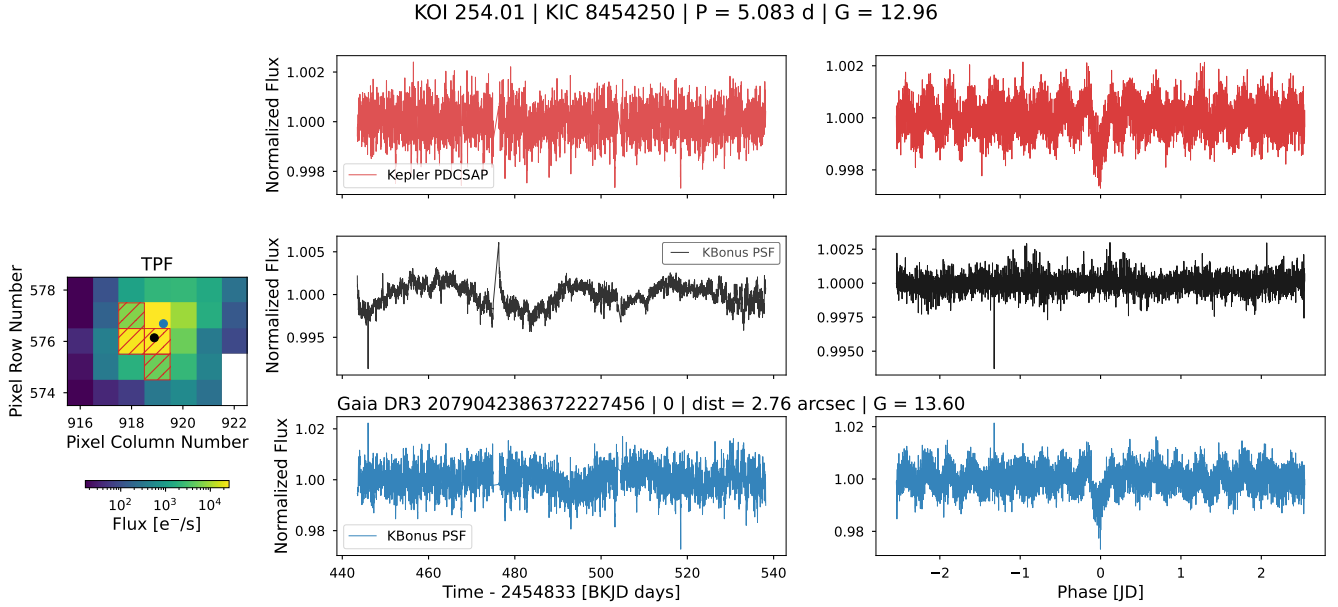 KOI 254.01 | KIC 8454250 | P = 5.083 d | G = 12.96
Normalized Flux
1.002
1.000
0.998
Kepler PDCSAP
1.002
1.000
0.998
TPF
Pixel Row Number
578
576
574
916 918 920 922
Pixel Column Number
10² 10³ 10⁴
Flux [e⁻/s]
Normalized Flux
1.005
1.000
0.995
KBonus PSF
1.0025
1.0000
0.9975
0.9950
Gaia DR3 2079042386372227456 | 0 | dist = 2.76 arcsec | G = 13.60
Normalized Flux
1.02
1.00
0.98
KBonus PSF
440 460 480 500 520 540
Time - 2454833 [BKJD days]
1.02
1.00
0.98
−2 −1 0 1 2
Phase [JD]